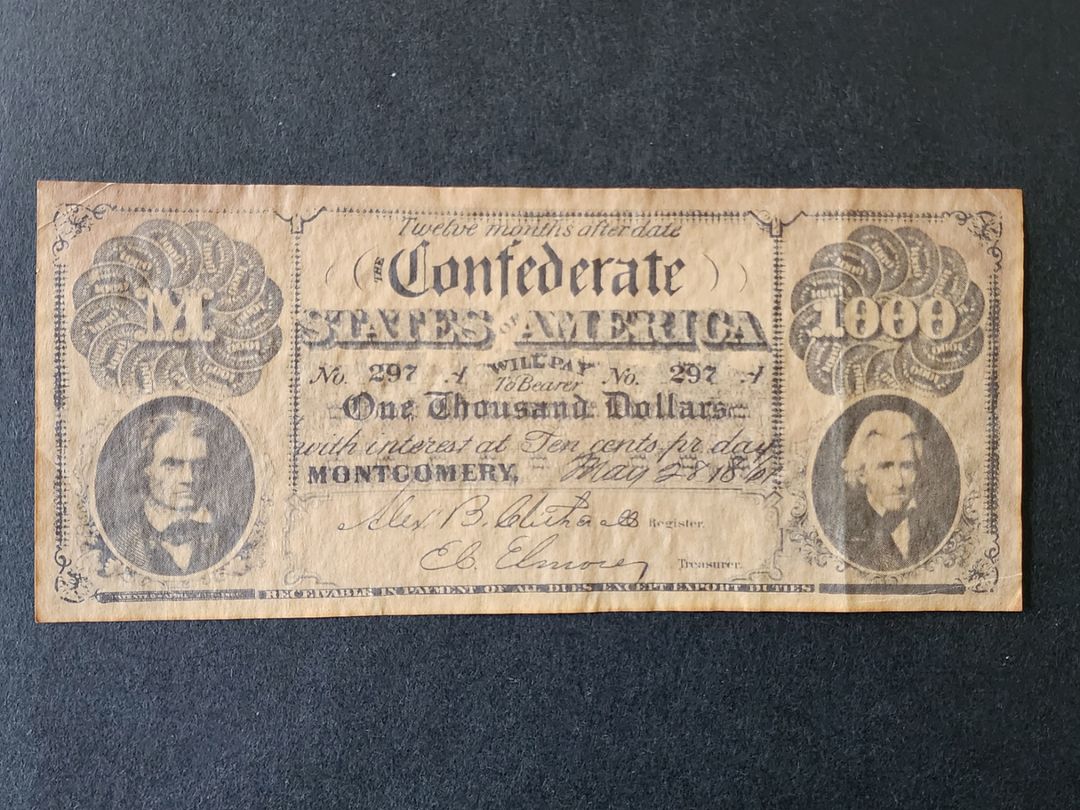 Twelve months after date
THE Confederate
STATES OF AMERICA
M
1000
WILL PAY
No. 297 A To Bearer No. 297 A
One Thousand Dollars
with interest at Ten cents pr day
MONTGOMERY, May 28 1861
Alex B. Clitherall Register.
E. C. Elmore Treasurer.
RECEIVABLE IN PAYMENT OF ALL DUES EXCEPT EXPORT DUTIES